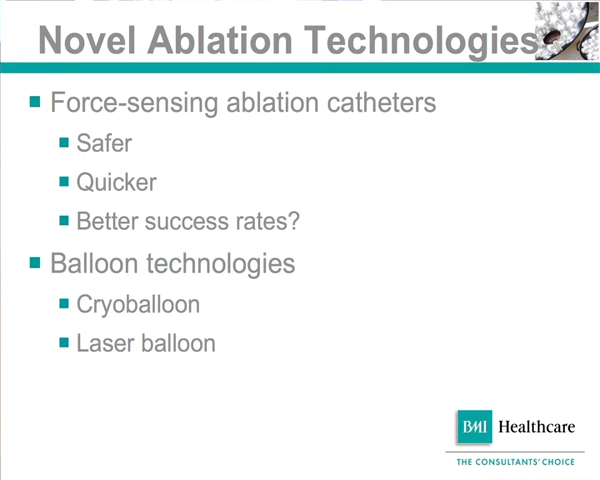 Novel Ablation Technologies
Force-sensing ablation catheters
Safer
Quicker
Better success rates?
Balloon technologies
Cryoballoon
Laser balloon
BMI Healthcare
THE CONSULTANTS' CHOICE